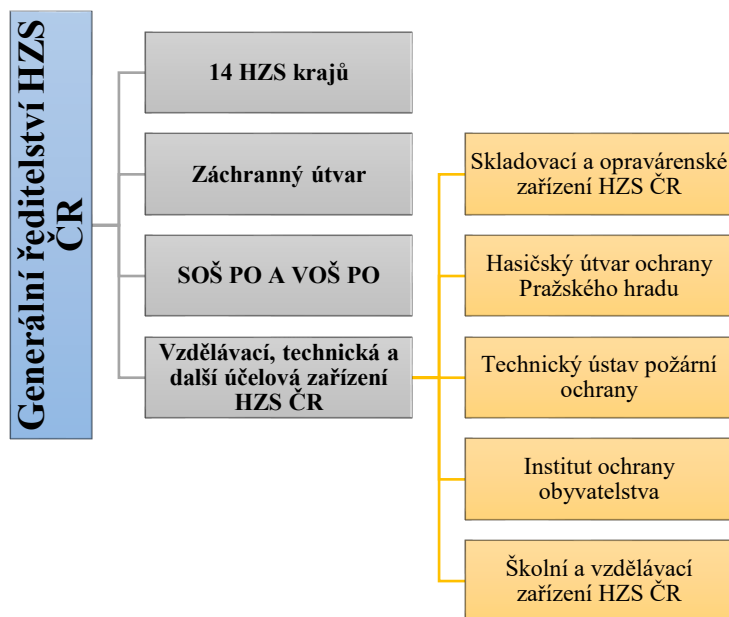 Generální ředitelství HZS
ČR
14 HZS krajů
Záchranný útvar
SOŠ PO A VOŠ PO
Vzdělávací, technická a
další účelová zařízení
HZS ČR
Skladovací a opravárenské
zařízení HZS ČR
Hasičský útvar ochrany
Pražského hradu
Technický ústav požární
ochrany
Institut ochrany
obyvatelstva
Školní a vzdělávací
zařízení HZS ČR